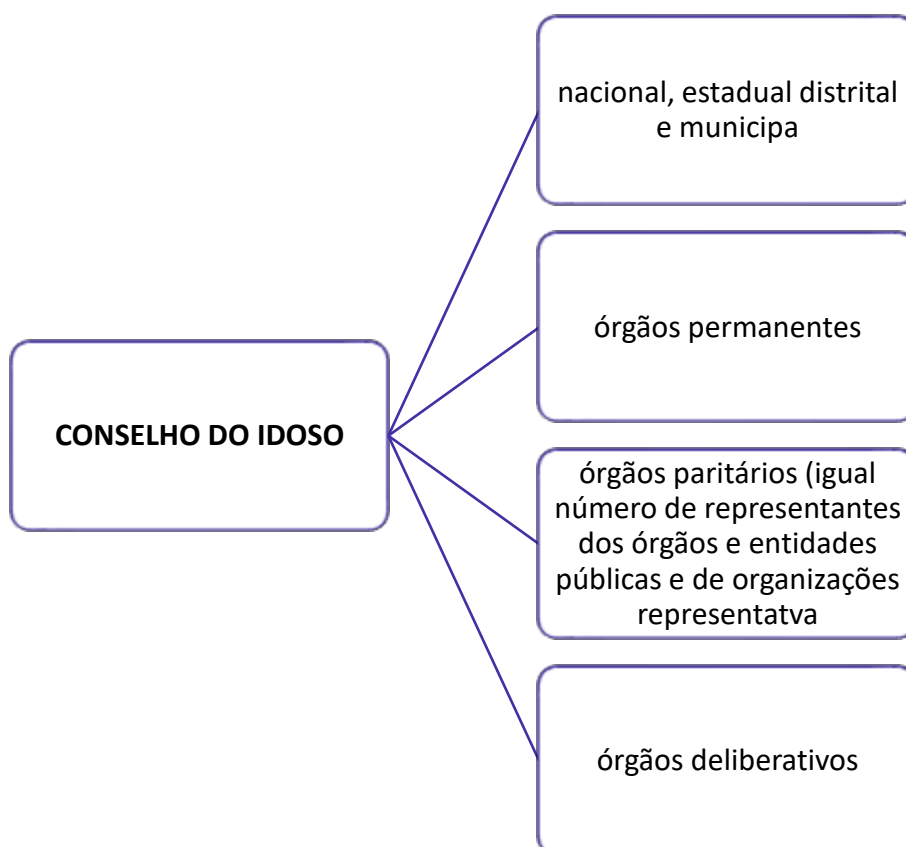 nacional, estadual distrital
e municipa
órgãos permanentes
CONSELHO DO IDOSO
órgãos paritários (igual
número de representantes
dos órgãos e entidades
públicas e de organizações
representatva
órgãos deliberativos